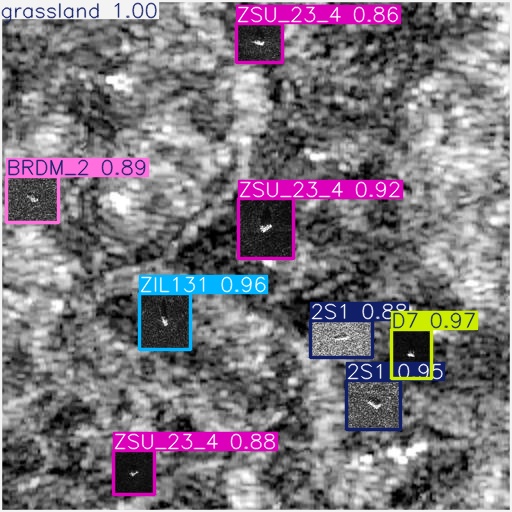 grassland 1.00
ZSU_23_4 0.86
BRDM_2 0.89
ZSU_23_4 0.92
ZIL131 0.96
2S1 0.88
D7 0.97
2S1 0.95
ZSU_23_4 0.88